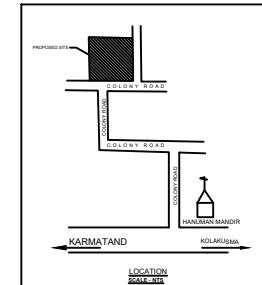 PROPOSED SITE
COLONY ROAD
COLONY ROAD
COLONY ROAD
COLONY ROAD
HANUMAN MANDIR
KARMATAND
KOLAKUSMA
LOCATION
SCALE - NTS